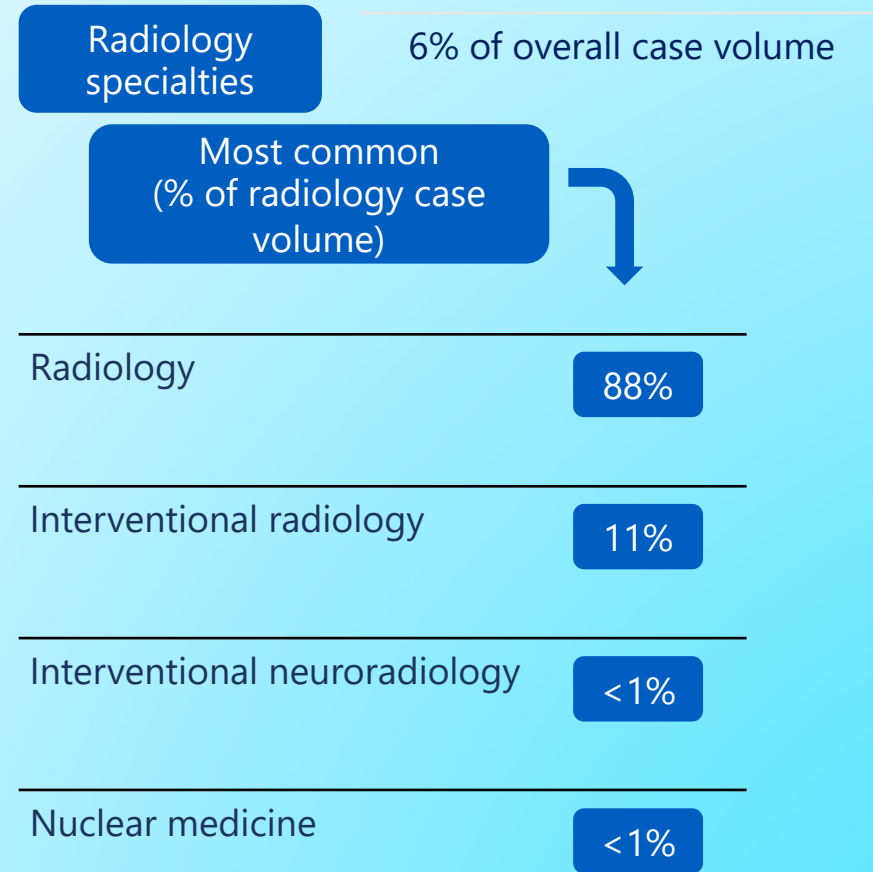 Radiology
specialties
6% of overall case volume
Most common
(% of radiology case
volume)
Radiology
88%
Interventional radiology
11%
Interventional neuroradiology
<1%
Nuclear medicine
<1%